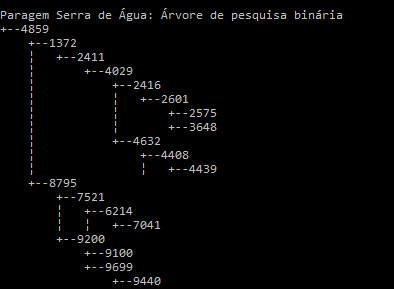 Paragem Serra de Água: Árvore de pesquisa binária
+--4859
    +--1372
    ¦   +--2411
    ¦       +--4029
    ¦           +--2416
    ¦           ¦   +--2601
    ¦           ¦       +--2575
    ¦           ¦       +--3648
    ¦           +--4632
    ¦               +--4408
    ¦               ¦   +--4439
    +--8795
        +--7521
        ¦   +--6214
        ¦   ¦   +--7041
        +--9200
            +--9100
            +--9699
                +--9440